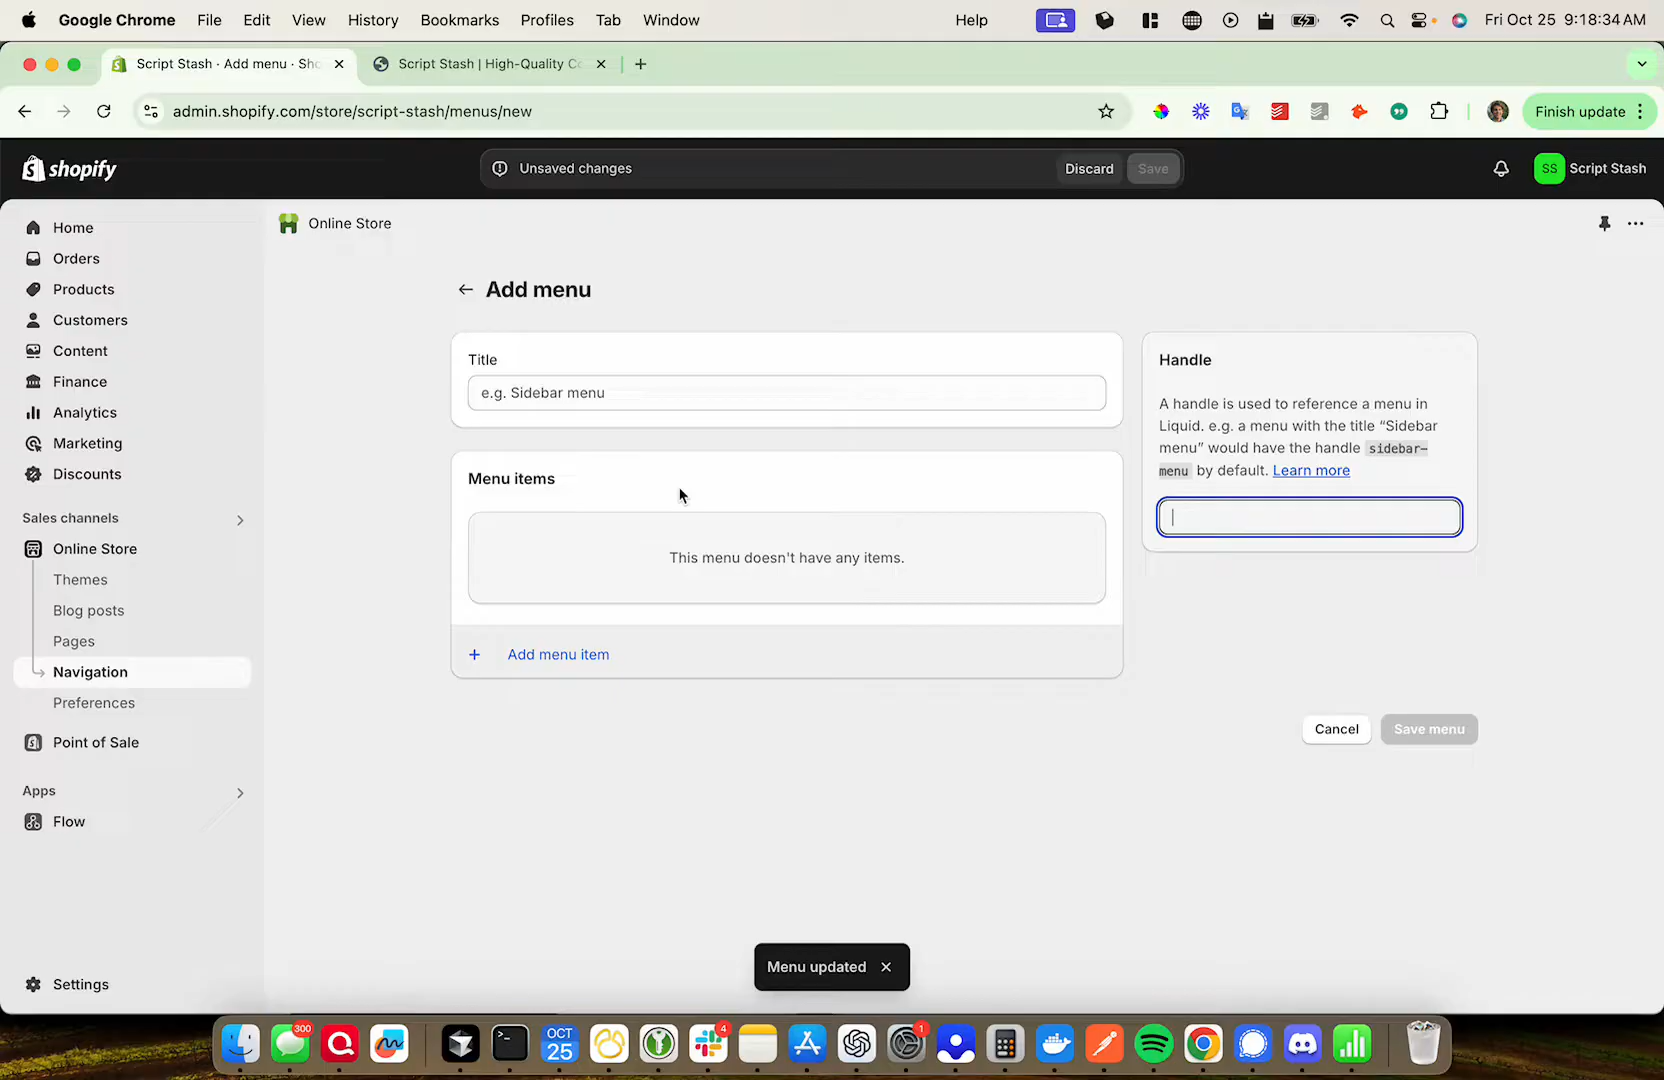 Google Chrome File Edit View History Bookmarks Profiles Tab Window Help Fri Oct 25 9:18:34 AM
Script Stash · Add menu · Sho
Script Stash | High-Quality Co
admin.shopify.com/store/script-stash/menus/new
Finish update
shopify
Unsaved changes
Discard
Save
SS
Script Stash
Home
Orders
Products
Customers
Content
Finance
Analytics
Marketing
Discounts
Sales channels
Online Store
Themes
Blog posts
Pages
Navigation
Preferences
Point of Sale
Apps
Flow
Settings
Online Store
Add menu
Title
e.g. Sidebar menu
Menu items
This menu doesn't have any items.
+ Add menu item
Handle
A handle is used to reference a menu in
Liquid. e.g. a menu with the title “Sidebar
menu” would have the handle sidebar-
menu by default. Learn more
Cancel
Save menu
Menu updated
300
OCT
25
4
1